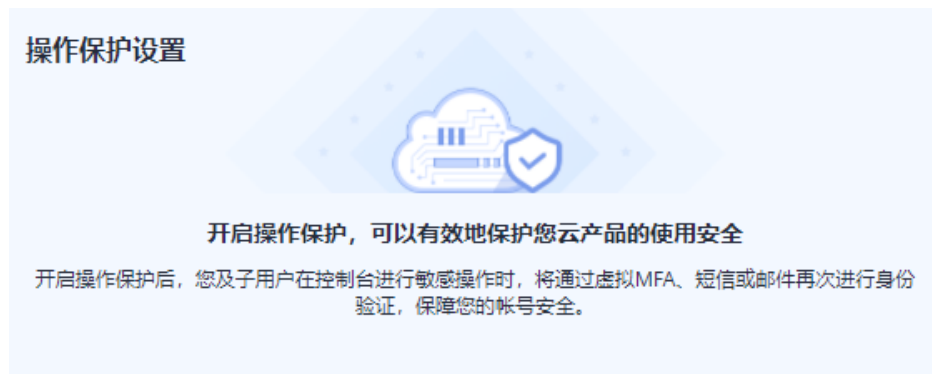 操作保护设置
开启操作保护，可以有效地保护您云产品的使用安全
开启操作保护后，您及子用户在控制台进行敏感操作时，将通过虚拟MFA、短信或邮件再次进行身份
验证，保障您的帐号安全。